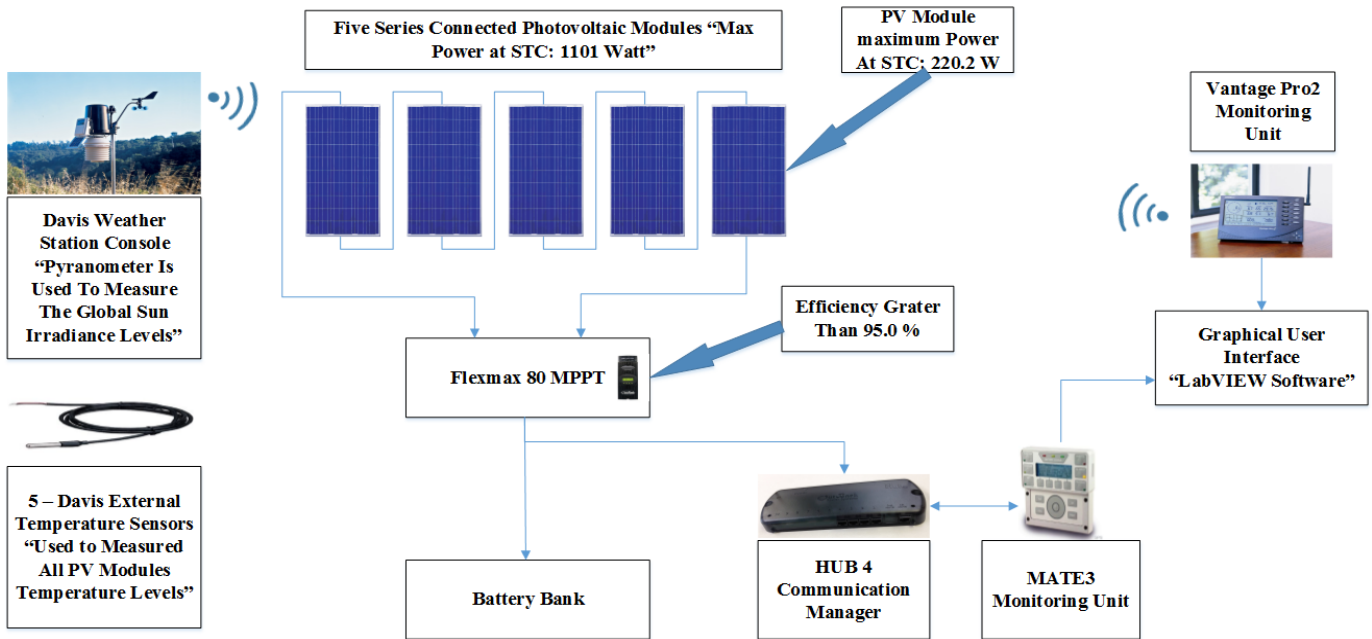 Five Series Connected Photovoltaic Modules “Max
Power at STC: 1101 Watt”
PV Module
maximum Power
At STC: 220.2 W
Vantage Pro2
Monitoring
Unit
Davis Weather
Station Console
“Pyranometer Is
Used To Measure
The Global Sun
Irradiance Levels”
Efficiency Grater
Than 95.0 %
Flexmax 80 MPPT
Graphical User
Interface
“LabVIEW Software”
5 – Davis External
Temperature Sensors
“Used to Measured
All PV Modules
Temperature Levels”
Battery Bank
HUB 4
Communication
Manager
MATE3
Monitoring Unit